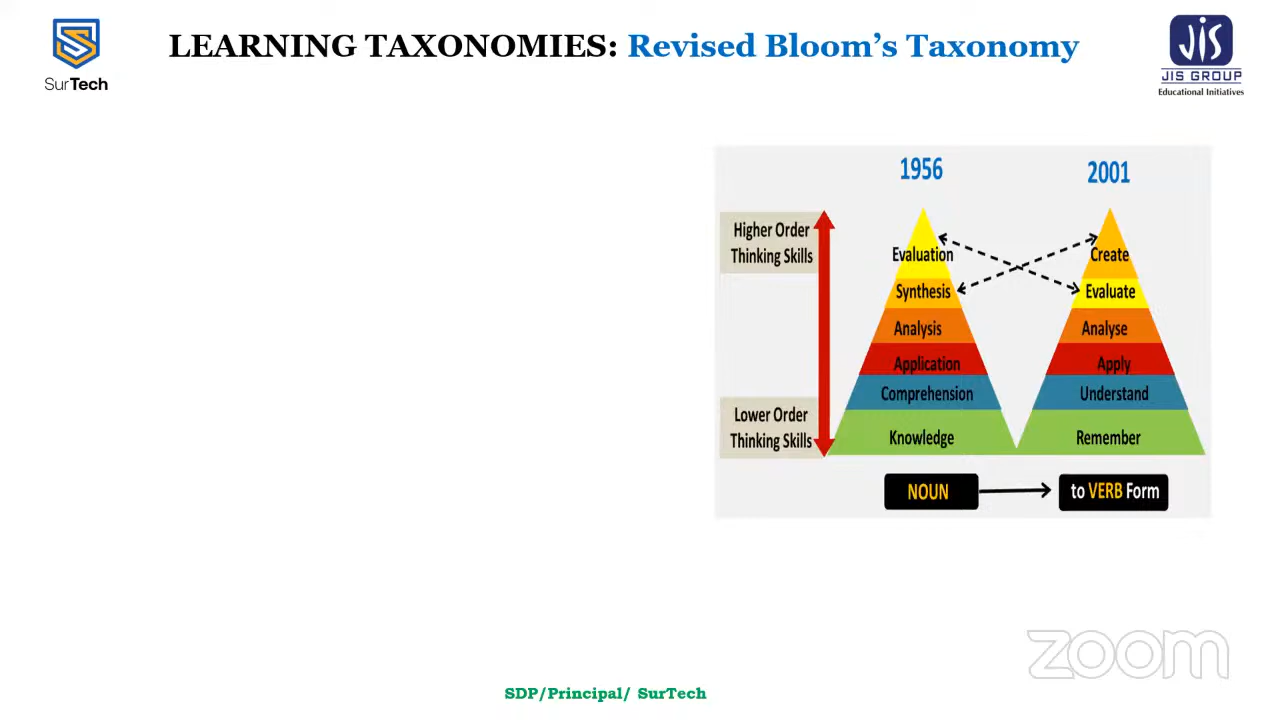 LEARNING TAXONOMIES: Revised Bloom's Taxonomy
SurTech
JIS
JIS GROUP
Educational Initiatives
1956
2001
Higher Order
Thinking Skills
Evaluation
Create
Synthesis
Evaluate
Analysis
Analyse
Application
Apply
Comprehension
Understand
Lower Order
Thinking Skills
Knowledge
Remember
NOUN
to VERB Form
zoom
SDP/Principal/ SurTech